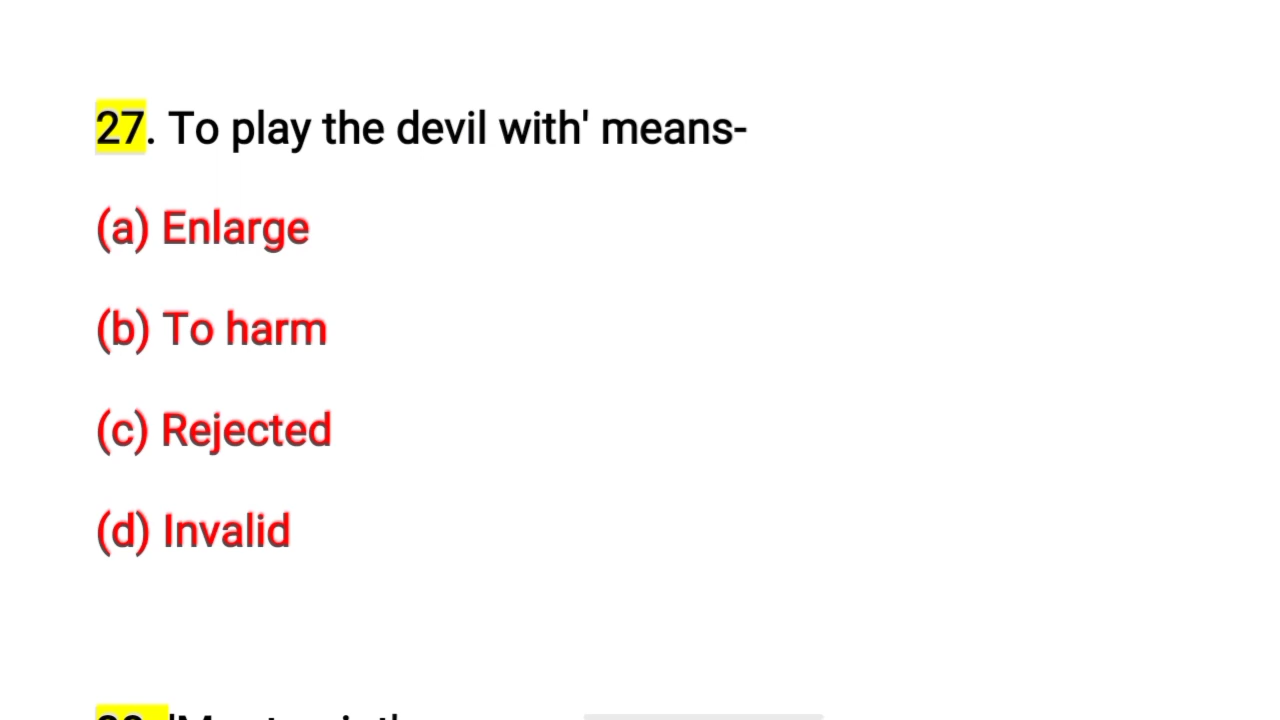 27. To play the devil with' means-
(a) Enlarge
(b) To harm
(c) Rejected
(d) Invalid